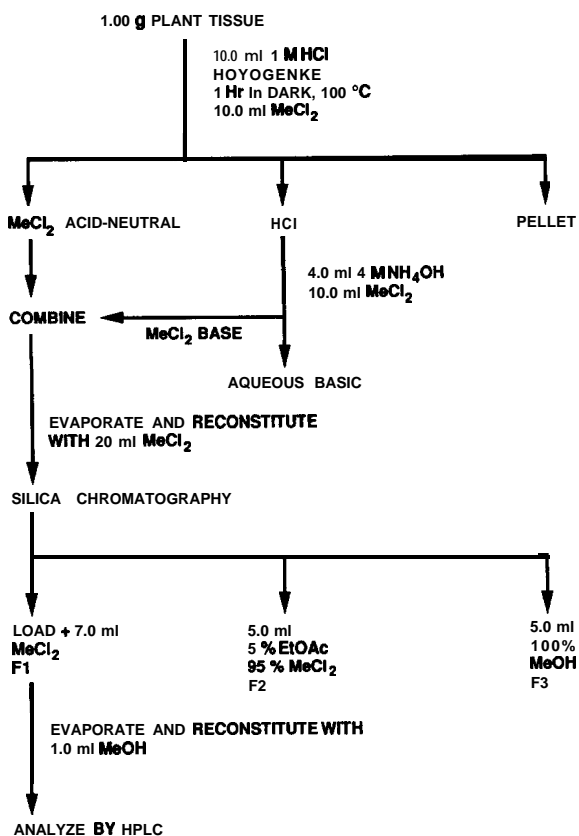 1.00 g PLANT TISSUE
10.0 ml 1 M HCl
HOYOGENKE
1 Hr In DARK, 100 °C
10.0 ml MeCl₂
MeCl₂ ACID-NEUTRAL
HCl
PELLET
4.0 ml 4 MNH₄OH
10.0 ml MeCl₂
COMBINE
MeCl₂ BASE
AQUEOUS BASIC
EVAPORATE AND RECONSTITUTE
WITH 20 ml MeCl₂
SILICA CHROMATOGRAPHY
LOAD + 7.0 ml
MeCl₂
F1
5.0 ml
5 % EtOAc
95 % MeCl₂
F2
5.0 ml
100%
MeOH
F3
EVAPORATE AND RECONSTITUTE WITH
1.0 ml MeOH
ANALYZE BY HPLC